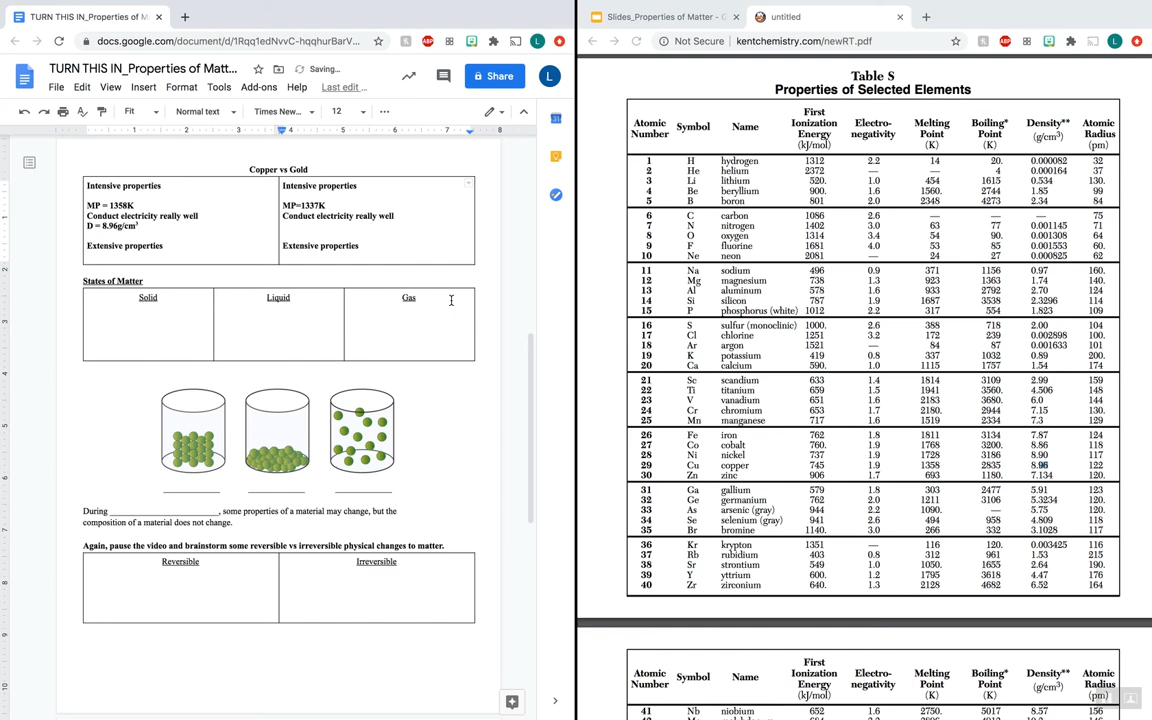 TURN THIS IN_Properties of M
Slides_Properties of Matter - G
untitled
docs.google.com/document/d/1Rqq1edNvvC-hqqhurBarV...
Not Secure | kentchemistry.com/newRT.pdf
TURN THIS IN_Properties of Matt...
Saving...
File Edit View Insert Format Tools Add-ons Help Last edit ...
Share
L
Fit Normal text Times New... 12
Copper vs Gold
Intensive properties
MP = 1358K
Conduct electricity really well
D = 8.96g/cm³
Extensive properties
Intensive properties
MP=1337K
Conduct electricity really well
Extensive properties
States of Matter
Solid Liquid Gas
During ____________________, some properties of a material may change, but the
composition of a material does not change.
Again, pause the video and brainstorm some reversible vs irreversible physical changes to matter.
Reversible Irreversible
Table S
Properties of Selected Elements
Atomic Number Symbol Name First Ionization Energy (kJ/mol) Electro-negativity Melting Point (K) Boiling* Point (K) Density** (g/cm³) Atomic Radius (pm)
1 H hydrogen 1312 2.2 14 20. 0.000082 32
2 He helium 2372 — — 4 0.000164 37
3 Li lithium 520. 1.0 454 1615 0.534 130.
4 Be beryllium 900. 1.6 1560. 2744 1.85 99
5 B boron 801 2.0 2348 4273 2.34 84
6 C carbon 1086 2.6 — — — 75
7 N nitrogen 1402 3.0 63 77 0.001145 71
8 O oxygen 1314 3.4 54 90. 0.001308 64
9 F fluorine 1681 4.0 53 85 0.001553 60.
10 Ne neon 2081 — 24 27 0.000825 62
11 Na sodium 496 0.9 371 1156 0.97 160.
12 Mg magnesium 738 1.3 923 1363 1.74 140.
13 Al aluminum 578 1.6 933 2792 2.70 124
14 Si silicon 787 1.9 1687 3538 2.3296 114
15 P phosphorus (white) 1012 2.2 317 554 1.823 109
16 S sulfur (monoclinic) 1000. 2.6 388 718 2.00 104
17 Cl chlorine 1251 3.2 172 239 0.002898 100.
18 Ar argon 1521 — 84 87 0.001633 101
19 K potassium 419 0.8 337 1032 0.89 200.
20 Ca calcium 590. 1.0 1115 1757 1.54 174
21 Sc scandium 633 1.4 1814 3109 2.99 159
22 Ti titanium 659 1.5 1941 3560. 4.506 148
23 V vanadium 651 1.6 2183 3680. 6.0 144
24 Cr chromium 653 1.7 2180. 2944 7.15 130.
25 Mn manganese 717 1.6 1519 2334 7.3 129
26 Fe iron 762 1.8 1811 3134 7.87 124
27 Co cobalt 760. 1.9 1768 3200. 8.86 118
28 Ni nickel 737 1.9 1728 3186 8.90 117
29 Cu copper 745 1.9 1358 2835 8.96 122
30 Zn zinc 906 1.7 693 1180. 7.134 120.
31 Ga gallium 579 1.8 303 2477 5.91 123
32 Ge germanium 762 2.0 1211 3106 5.3234 120.
33 As arsenic (gray) 944 2.2 1090. — 5.75 120.
34 Se selenium (gray) 941 2.6 494 958 4.809 118
35 Br bromine 1140. 3.0 266 332 3.1028 117
36 Kr krypton 1351 — 116 120. 0.003425 116
37 Rb rubidium 403 0.8 312 961 1.53 215
38 Sr strontium 549 1.0 1050. 1655 2.64 190.
39 Y yttrium 600. 1.2 1795 3618 4.47 176
40 Zr zirconium 640. 1.3 2128 4682 6.52 164
Atomic Number Symbol Name First Ionization Energy (kJ/mol) Electro-negativity Melting Point (K) Boiling* Point (K) Density** (g/cm³) Atomic Radius (pm)
41 Nb niobium 652 1.6 2750. 5017 8.57 156